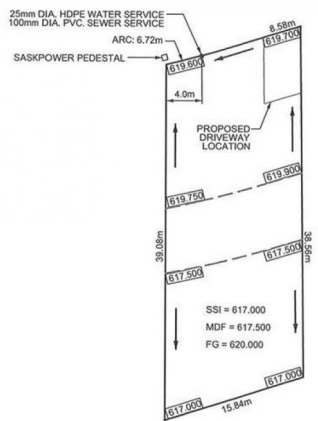 25mm DIA. HDPE WATER SERVICE
100mm DIA. PVC. SEWER SERVICE
8.58m
ARC: 6.72m
619.700
SASKPOWER PEDESTAL
619.600
4.0m
PROPOSED
DRIVEWAY
LOCATION
619.900
619.750
39.08m
38.56m
617.500
617.500
SSI = 617.000
MDF = 617.500
FG = 620.000
617.000
15.84m
617.000